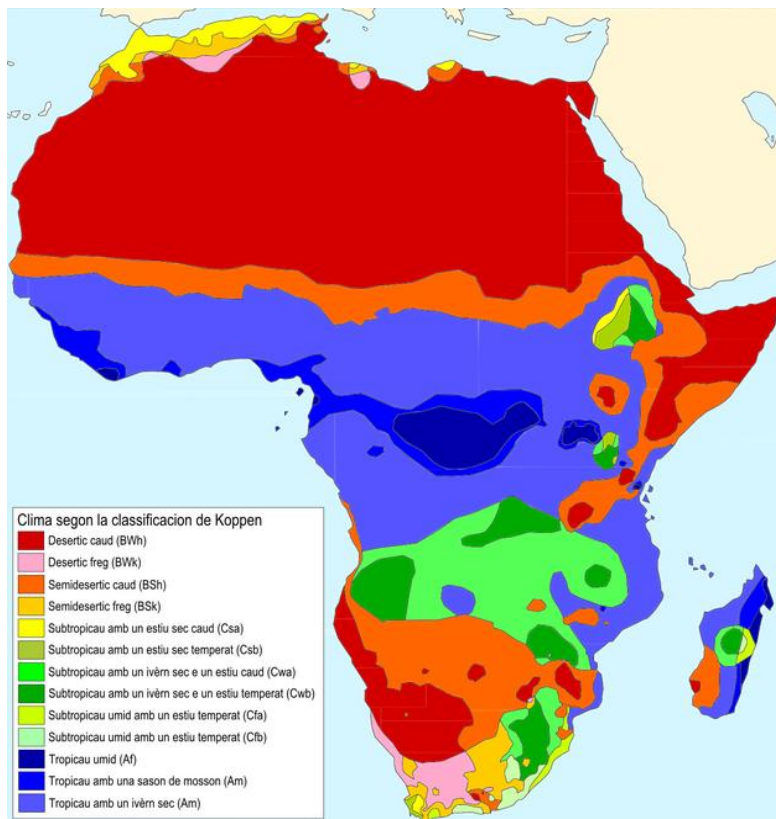 Clima segon la classificacion de Koppen
Desertic caud (BWh)
Desertic freg (BWk)
Semidesertic caud (BSh)
Semidesertic freg (BSk)
Subtropicau amb un estiu sec caud (Csa)
Subtropicau amb un estiu sec temperat (Csb)
Subtropicau amb un ivèrn sec e un estiu caud (Cwa)
Subtropicau amb un ivèrn sec e un estiu temperat (Cwb)
Subtropicau umid amb un estiu temperat (Cfa)
Subtropicau umid amb un estiu temperat (Cfb)
Tropicau umid (Af)
Tropicau amb una sason de mosson (Am)
Tropicau amb un ivèrn sec (Am)